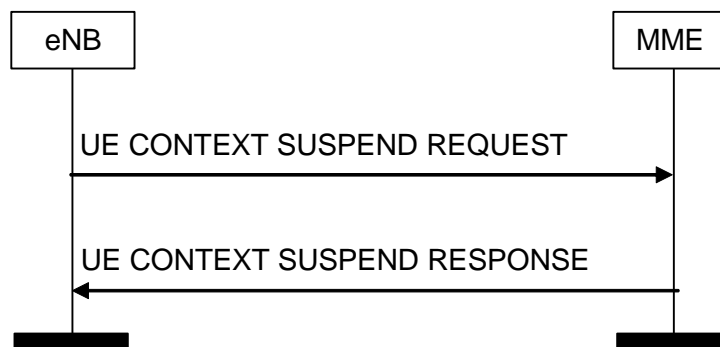 eNB
MME
UE CONTEXT SUSPEND REQUEST
UE CONTEXT SUSPEND RESPONSE